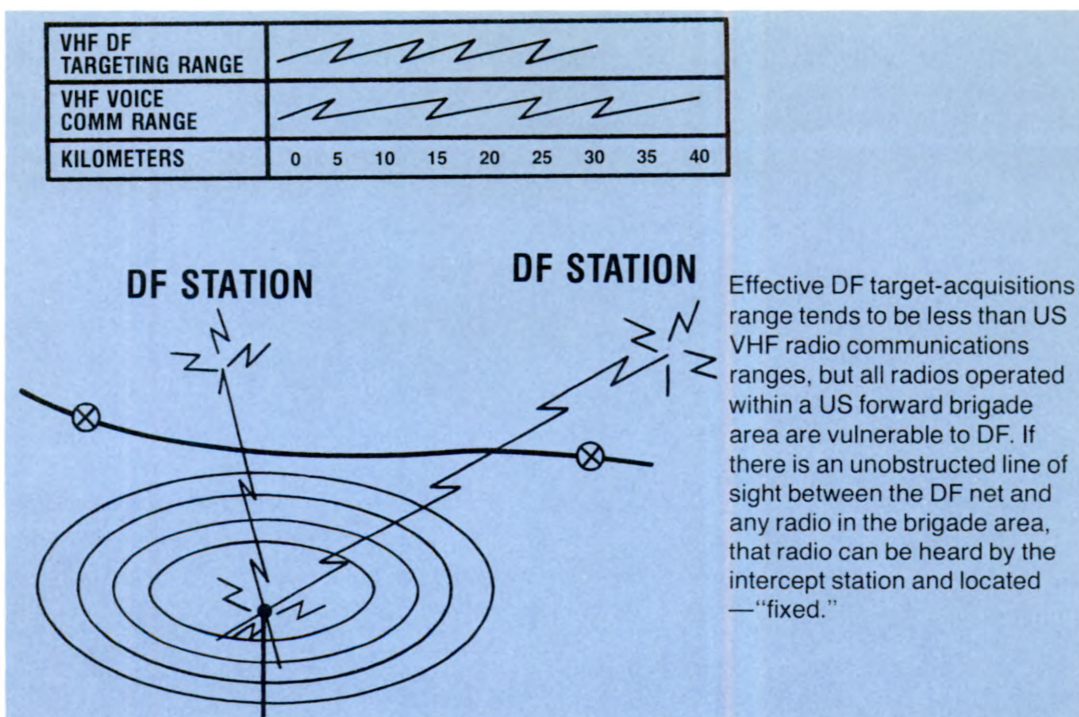 VHF DF
TARGETING RANGE
VHF VOICE
COMM RANGE
KILOMETERS 0 5 10 15 20 25 30 35 40
DF STATION
DF STATION
Effective DF target-acquisitions
range tends to be less than US
VHF radio communications
ranges, but all radios operated
within a US forward brigade
area are vulnerable to DF. If
there is an unobstructed line of
sight between the DF net and
any radio in the brigade area,
that radio can be heard by the
intercept station and located
—“fixed.”